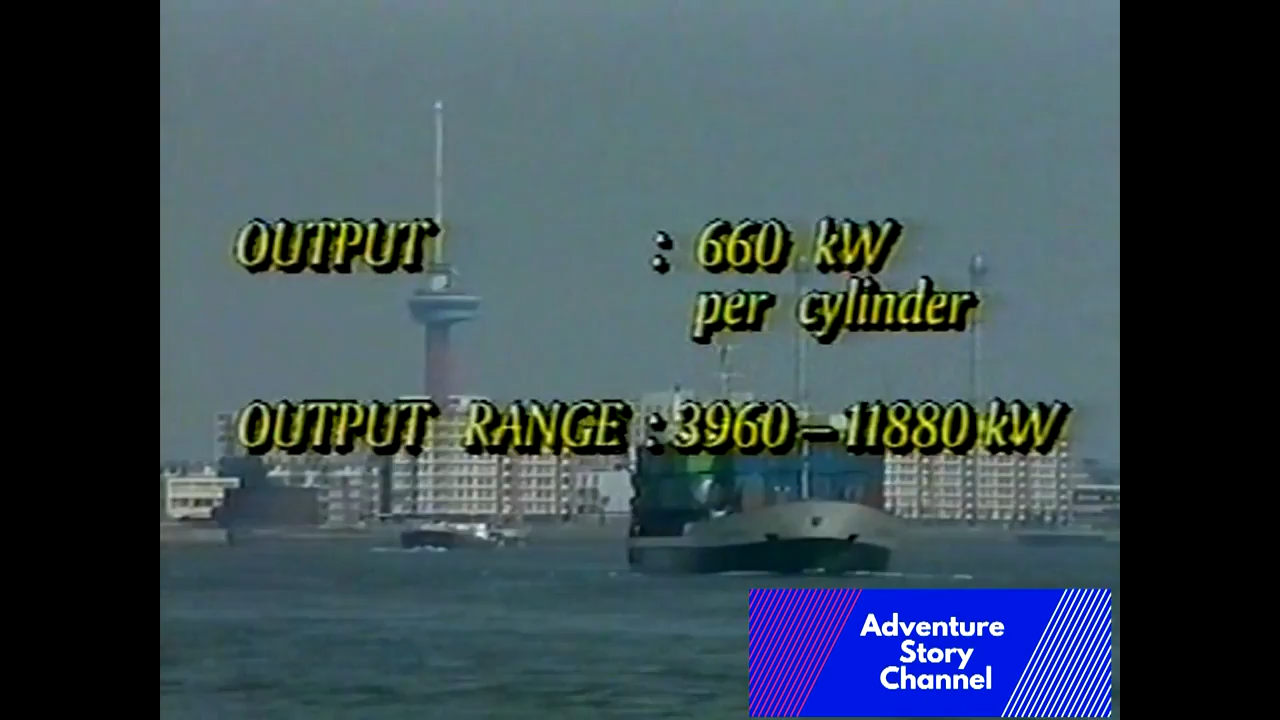 OUTPUT : 660 kW
per cylinder
OUTPUT RANGE : 3960 – 11880 kW
Adventure
Story
Channel